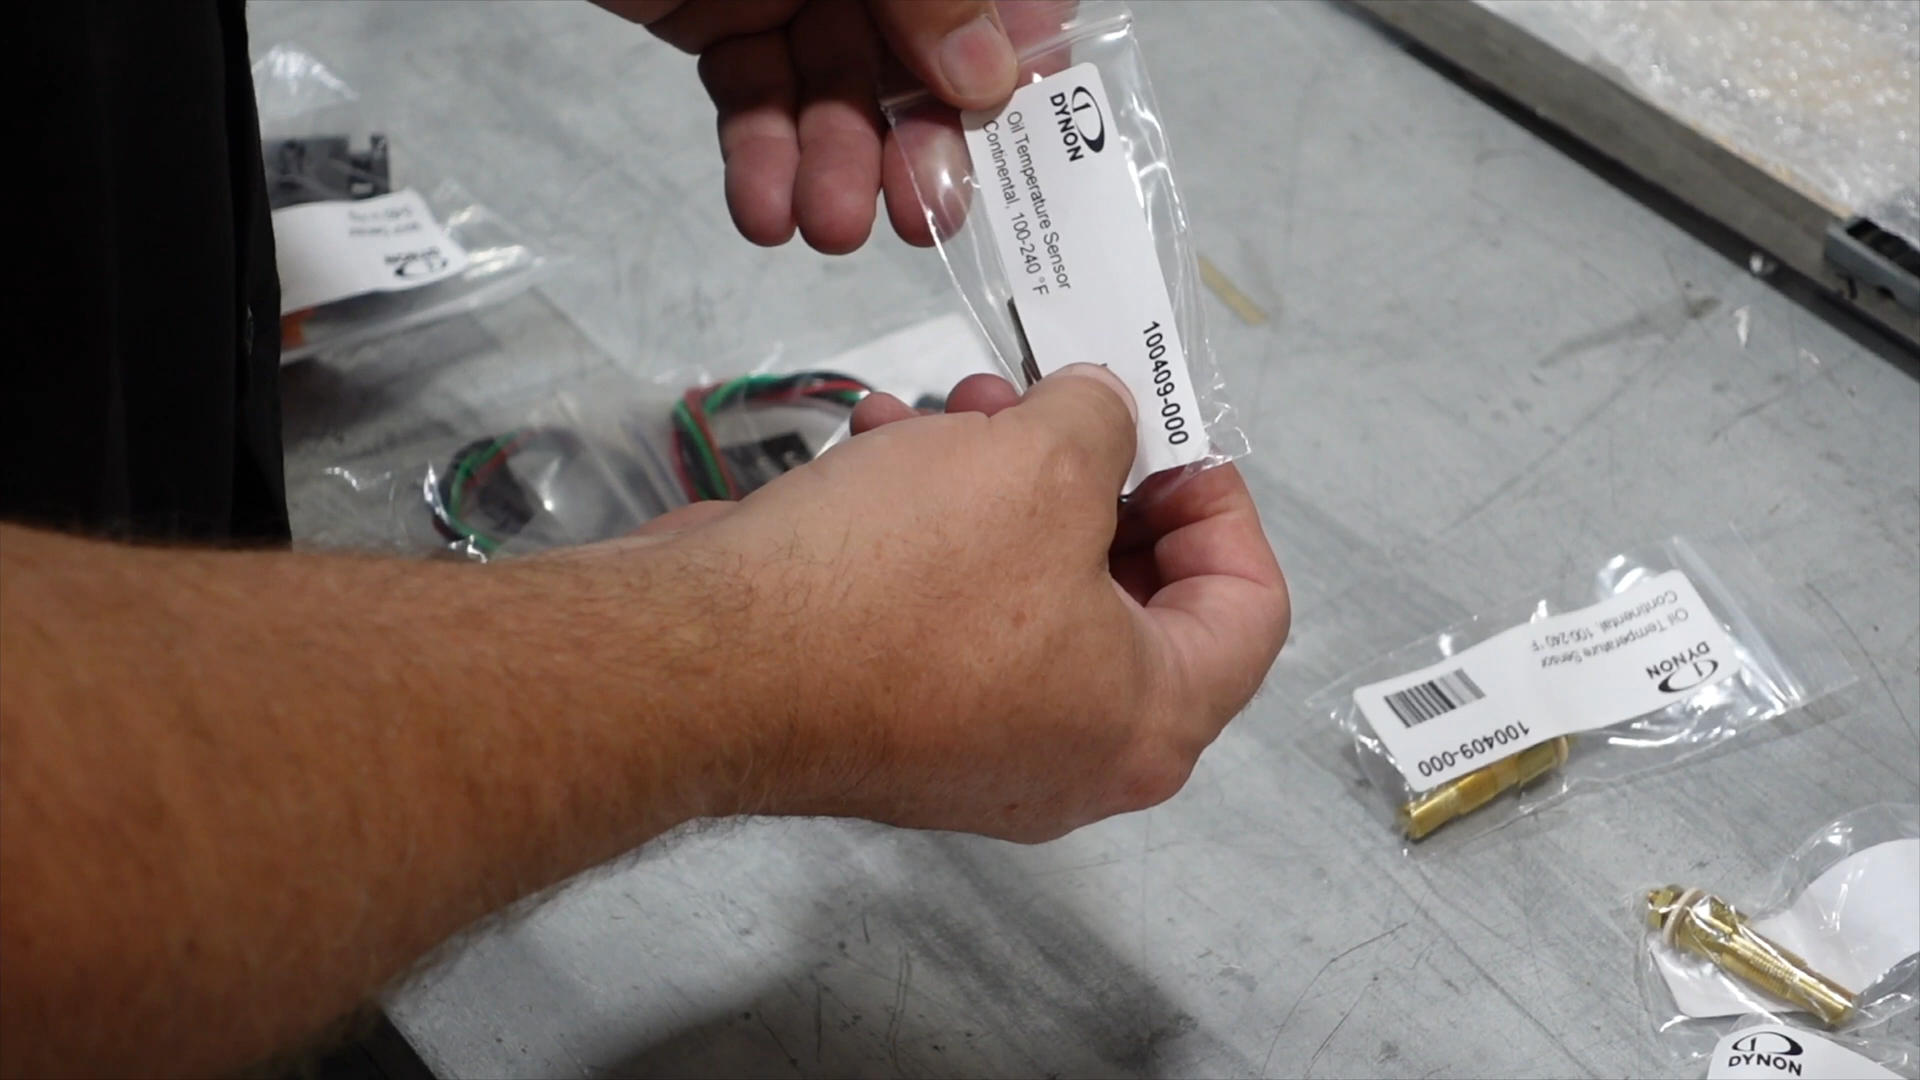 DYNON
Oil Temperature Sensor
Continental, 100-240 °F
100409-000
DYNON
Oil Temperature Sensor
Continental, 100-240 °F
100409-000
DYNON
DYNON